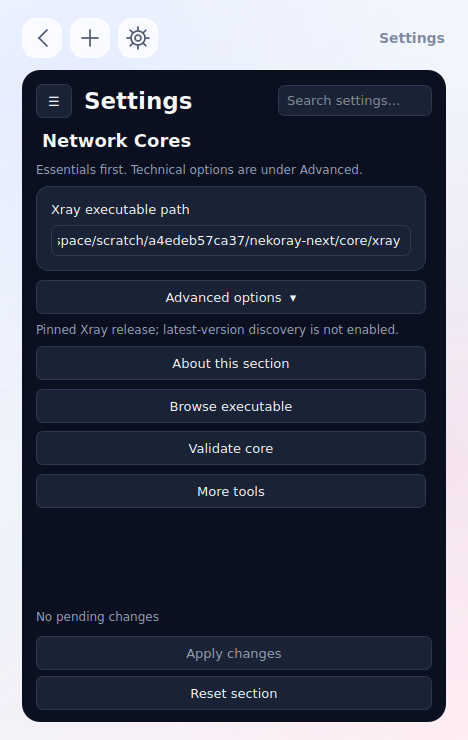 Settings
☰ Settings Search settings...
Network Cores
Essentials first. Technical options are under Advanced.
Xray executable path
space/scratch/a4edeb57ca37/nekoray-next/core/xray
Advanced options ▾
Pinned Xray release; latest-version discovery is not enabled.
About this section
Browse executable
Validate core
More tools
No pending changes
Apply changes
Reset section